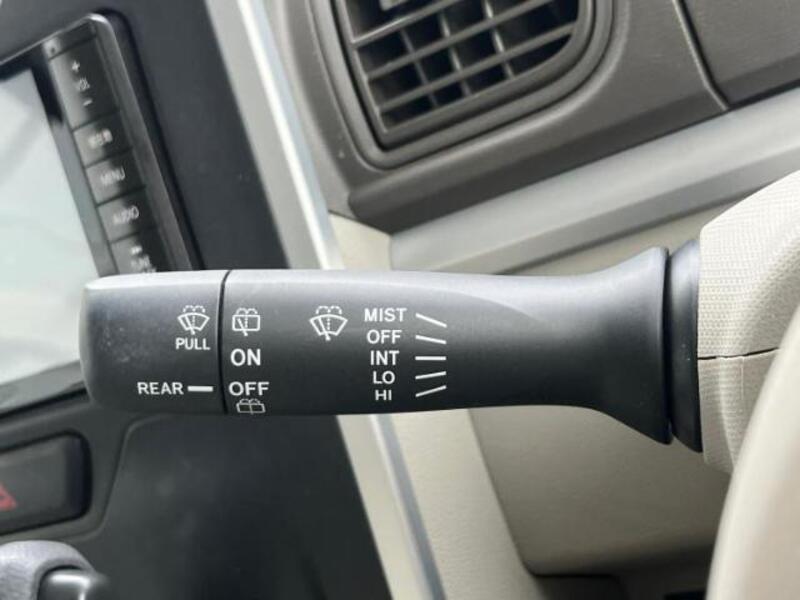 +
VOL
-
MENU
AUDIO
PULL
REAR
ON
OFF
MIST
OFF
INT
LO
HI